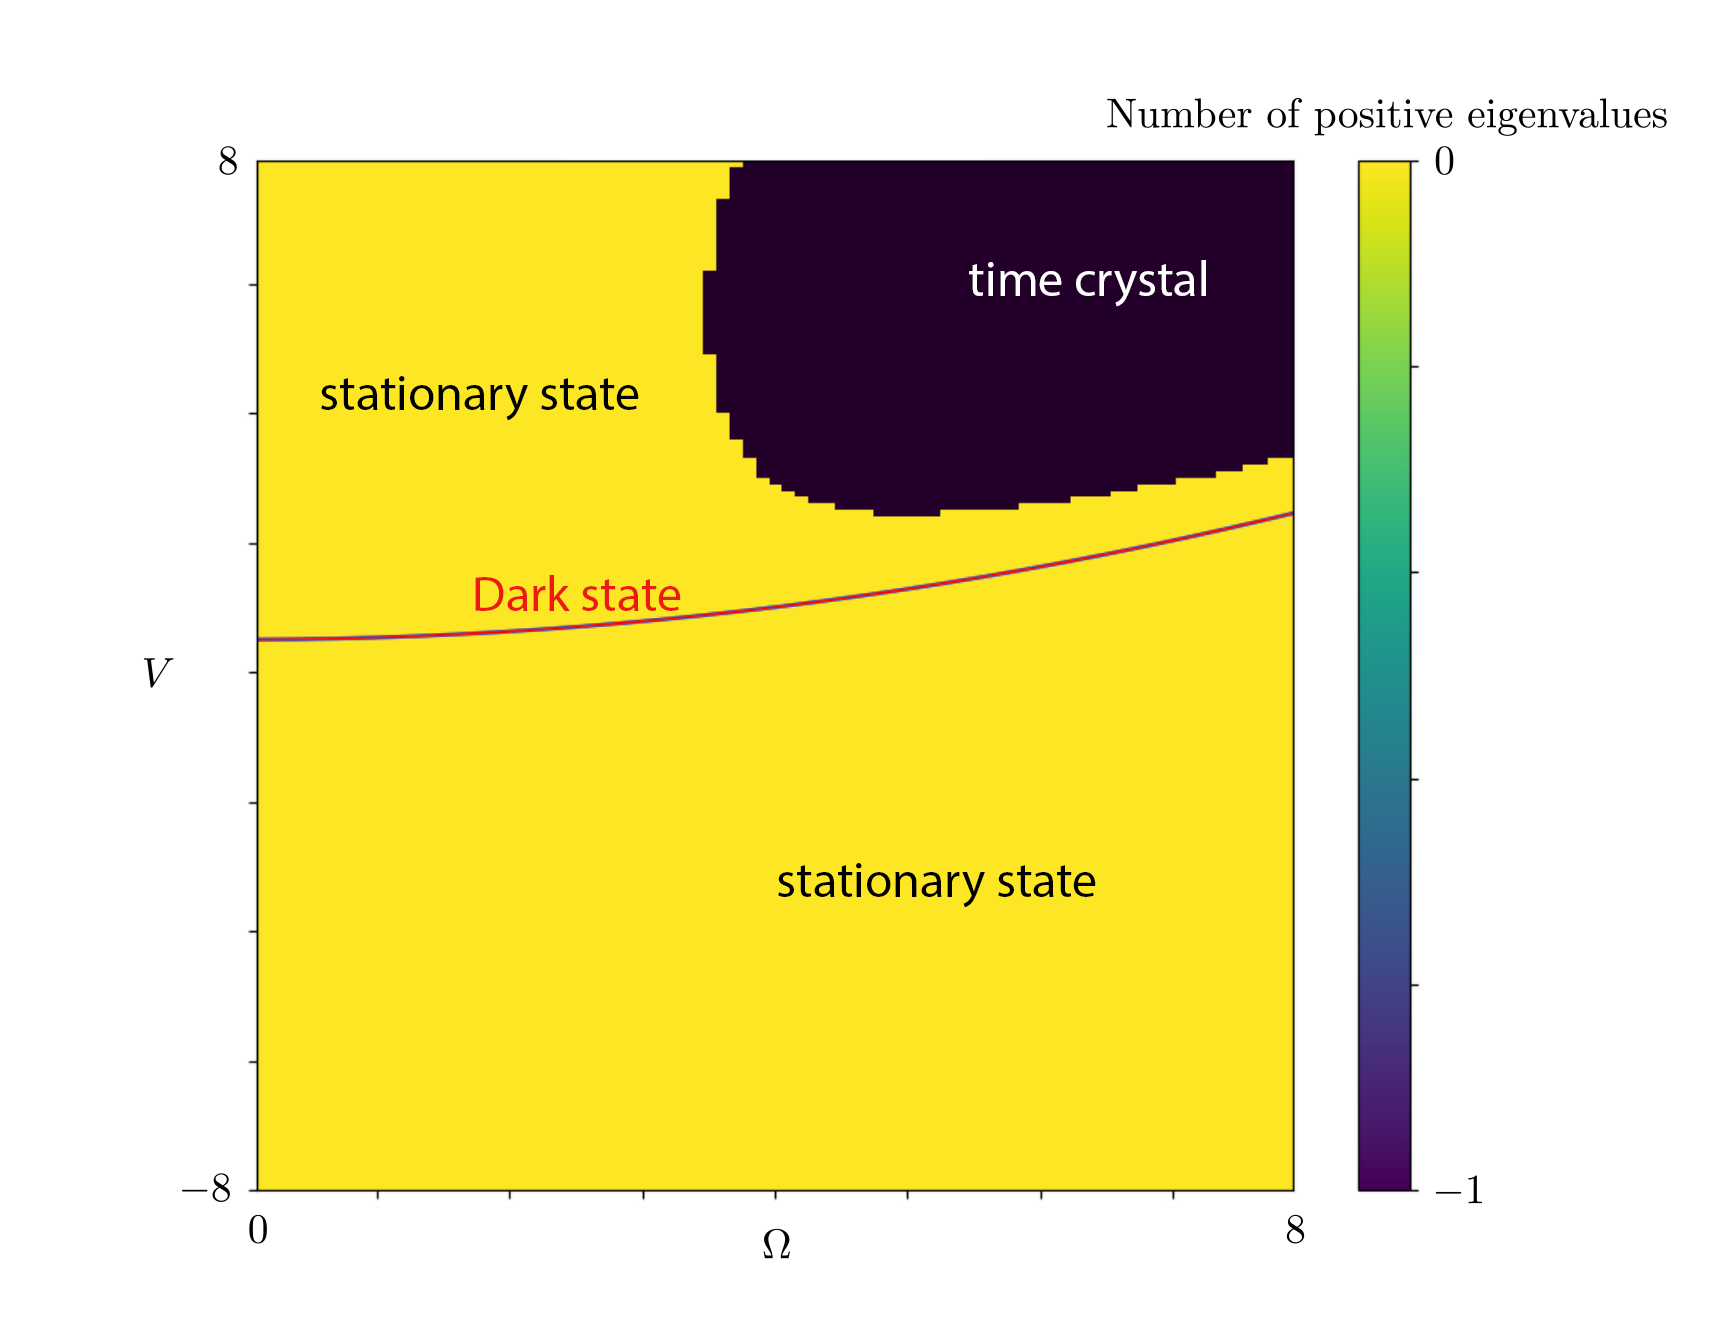 Number of positive eigenvalues
8
0
time crystal
stationary state
Dark state
V
stationary state
−8
−1
0
8
Ω